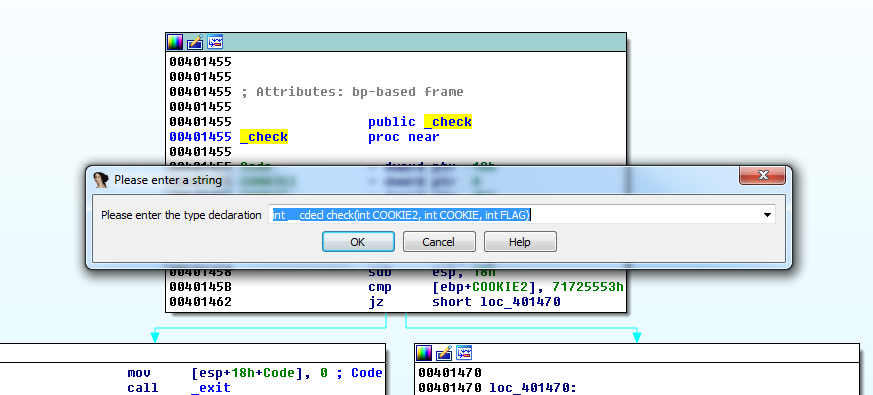 00401455
00401455
00401455 ; Attributes: bp-based frame
00401455
00401455 public _check
00401455 _check proc near
00401455
Please enter a string
Please enter the type declaration int __cdecl check(int COOKIE2, int COOKIE, int FLAG)
OK Cancel Help
00401458 sub esp, 18h
0040145B cmp [ebp+COOKIE2], 71725553h
00401462 jz short loc_401470
mov [esp+18h+Code], 0 ; Code
call _exit
00401470
00401470 loc_401470: